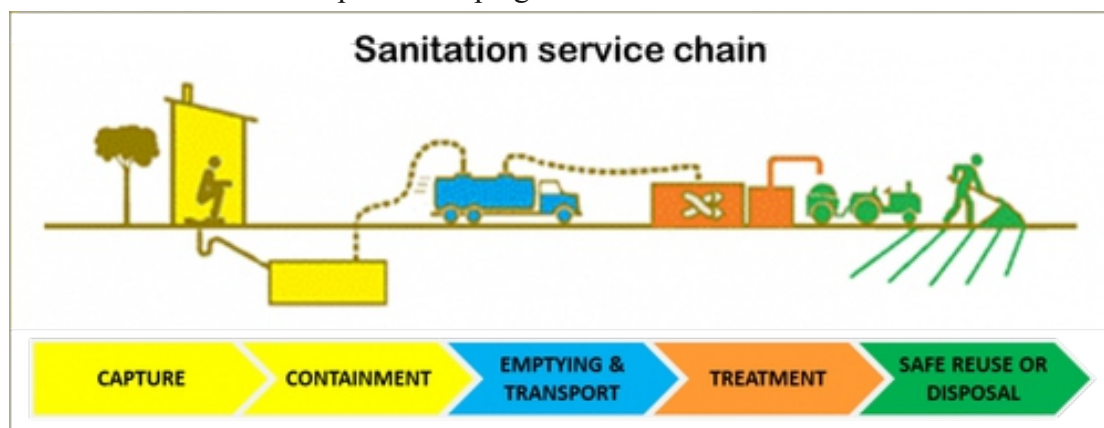 Sanitation service chain
CAPTURE
CONTAINMENT
EMPTYING &
TRANSPORT
TREATMENT
SAFE REUSE OR
DISPOSAL